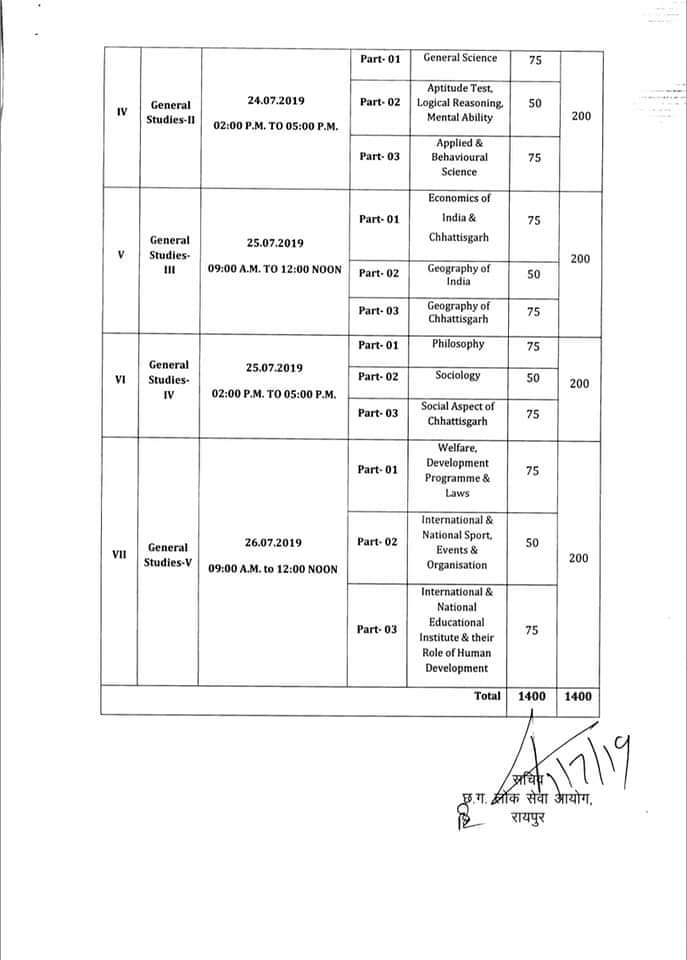 IV
General
Studies-II
24.07.2019
02:00 P.M. TO 05:00 P.M.
Part- 01
General Science
75
Part- 02
Aptitude Test,
Logical Reasoning,
Mental Ability
50
Part- 03
Applied &
Behavioural
Science
75
200
V
General
Studies-
III
25.07.2019
09:00 A.M. TO 12:00 NOON
Part- 01
Economics of
India &
Chhattisgarh
75
Part- 02
Geography of
India
50
Part- 03
Geography of
Chhattisgarh
75
200
VI
General
Studies-
IV
25.07.2019
02:00 P.M. TO 05:00 P.M.
Part- 01
Philosophy
75
Part- 02
Sociology
50
Part- 03
Social Aspect of
Chhattisgarh
75
200
VII
General
Studies-V
26.07.2019
09:00 A.M. to 12:00 NOON
Part- 01
Welfare,
Development
Programme &
Laws
75
Part- 02
International &
National Sport,
Events &
Organisation
50
Part- 03
International &
National
Educational
Institute & their
Role of Human
Development
75
200
Total
1400
1400
1/7/19
सचिव
छ.ग. लोक सेवा आयोग,
रायपुर